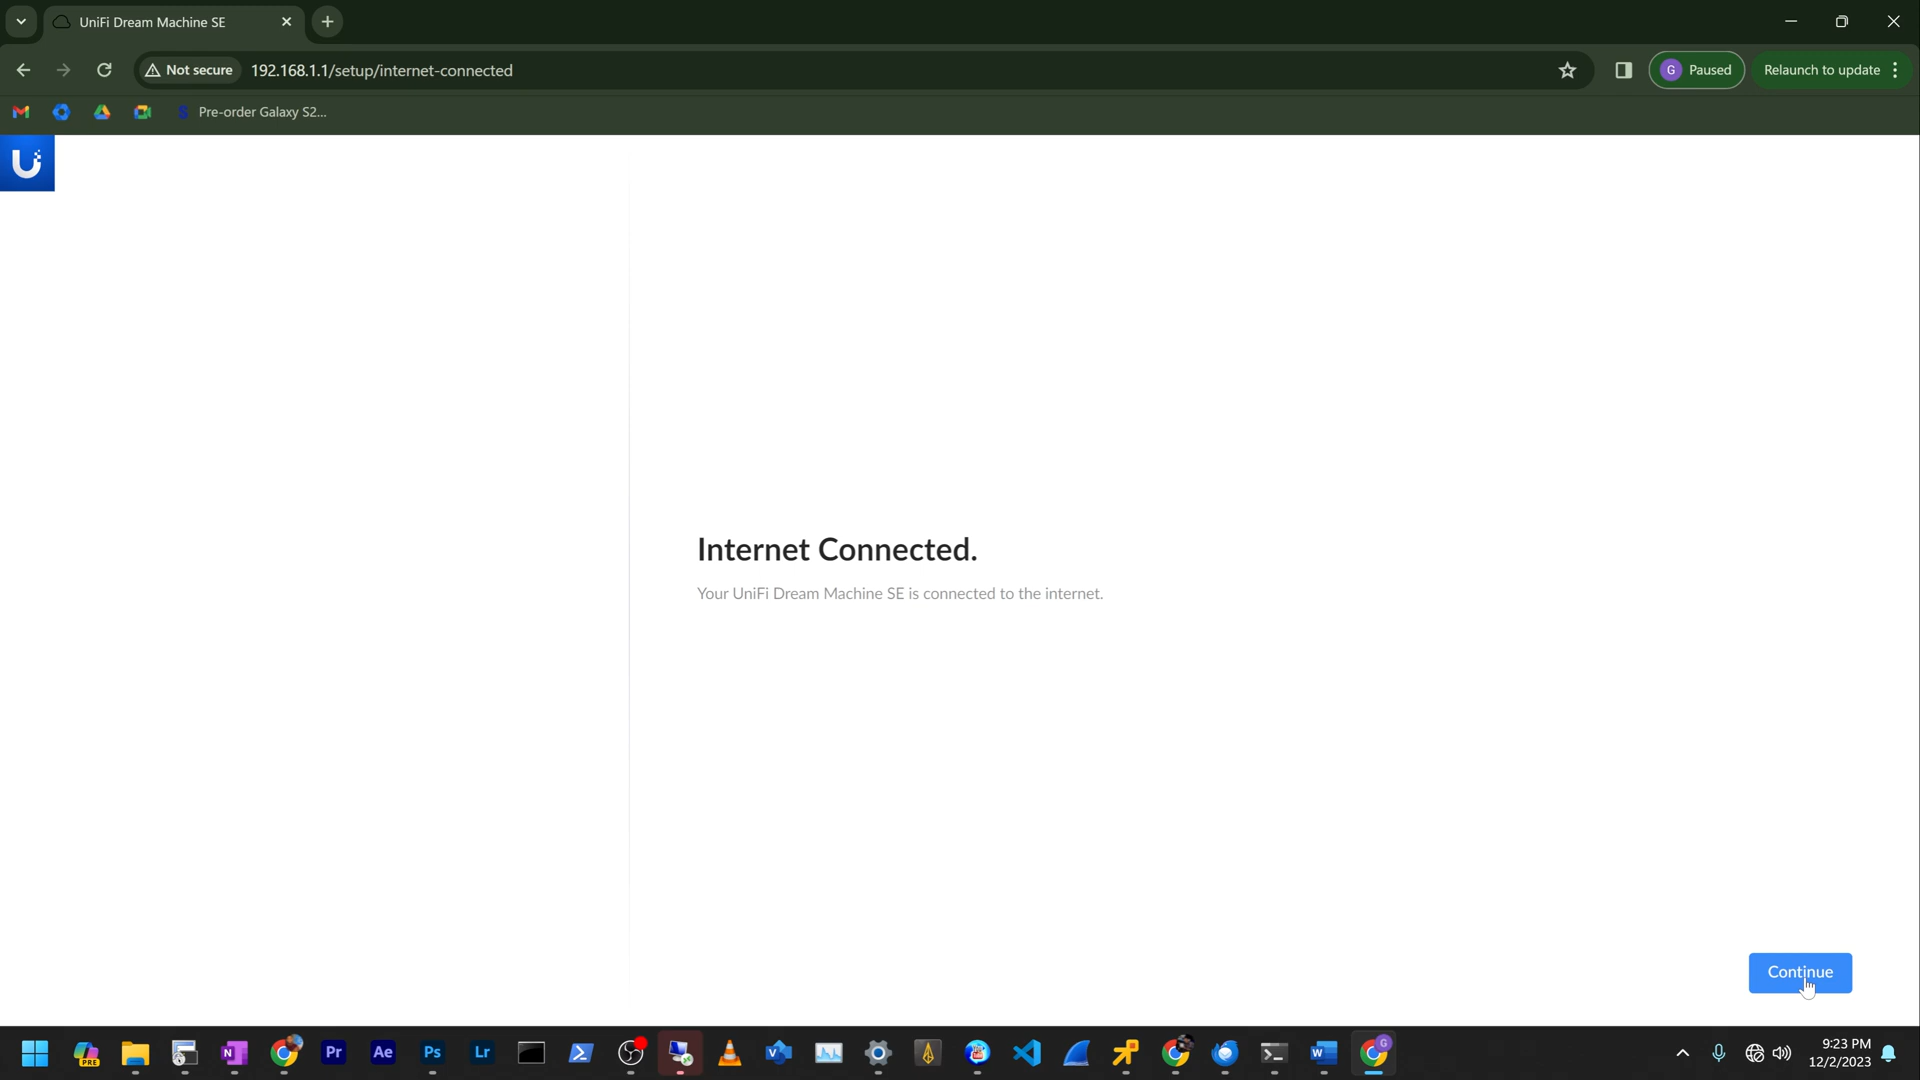 UniFi Dream Machine SE
Not secure
192.168.1.1/setup/internet-connected
G
Paused
Relaunch to update
Pre-order Galaxy S2...
Internet Connected.
Your UniFi Dream Machine SE is connected to the internet.
Continue
PRE
Pr
Ae
Ps
Lr
9:23 PM
12/2/2023